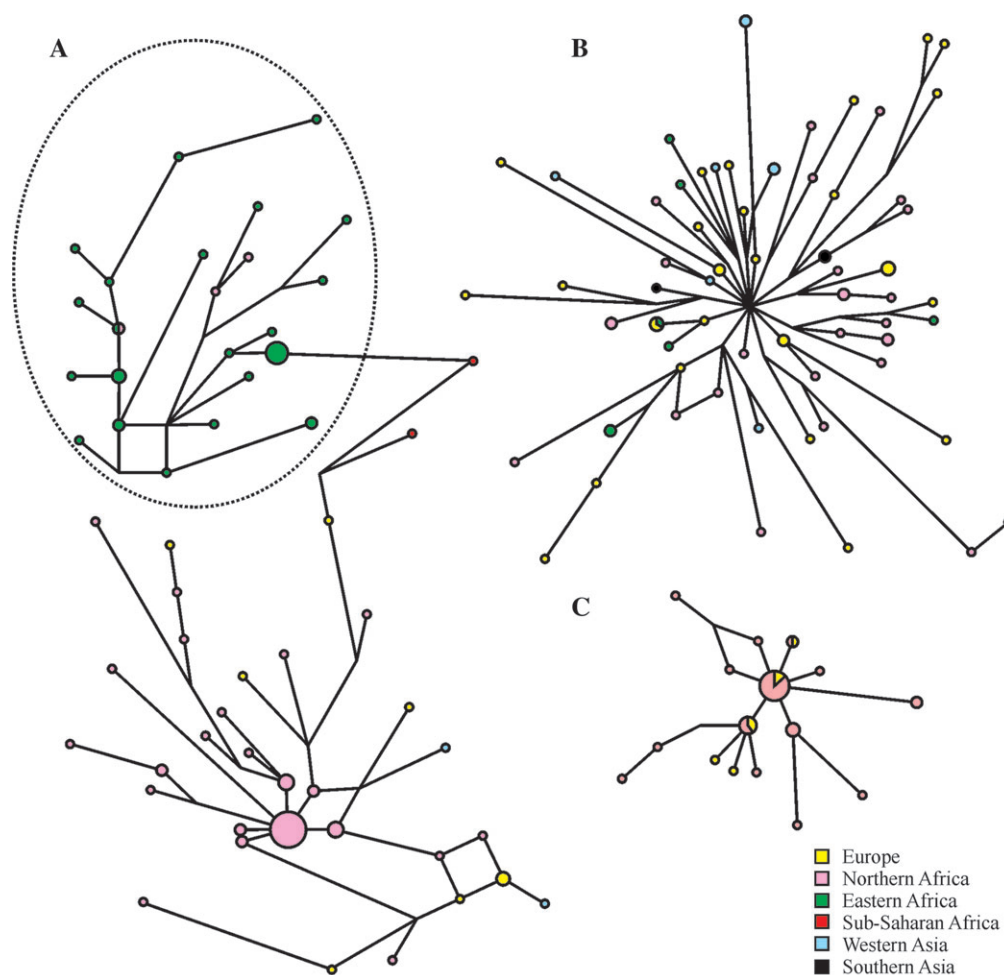 A
B
C
Europe
Northern Africa
Eastern Africa
Sub-Saharan Africa
Western Asia
Southern Asia